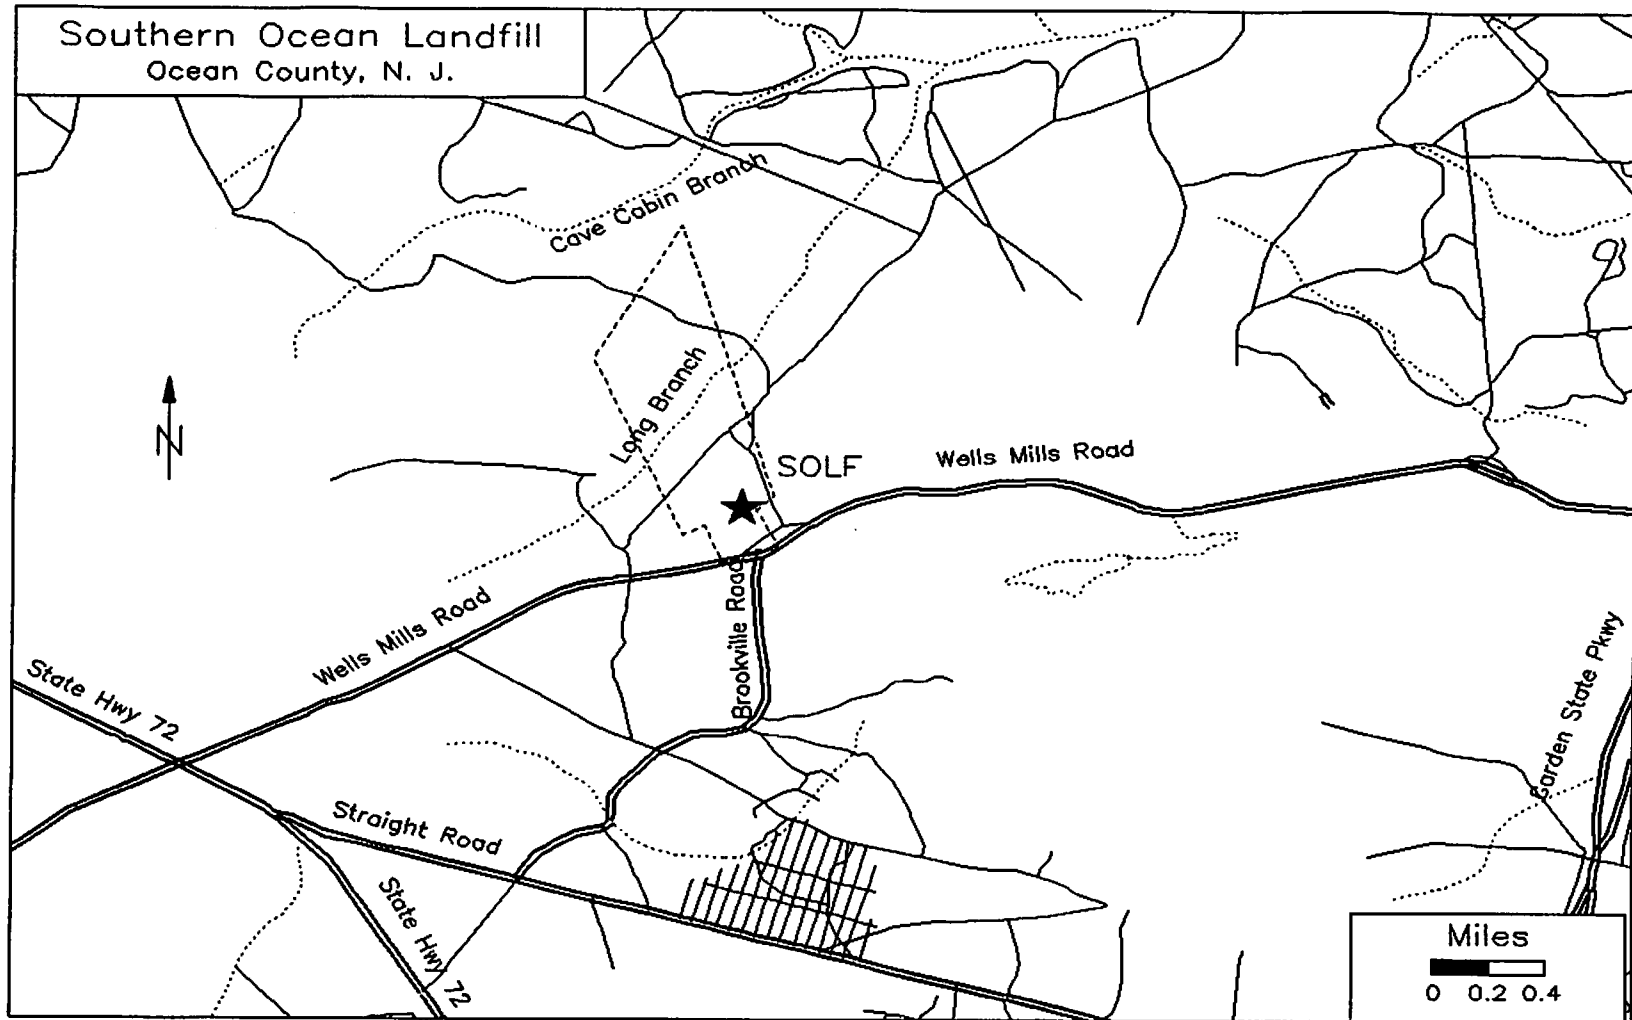 Southern Ocean Landfill
Ocean County, N. J.
Cave Cabin Branch
Long Branch
N
SOLF
Wells Mills Road
Wells Mills Road
Brookville Road
State Hwy 72
Garden State Pkwy
Straight Road
State Hwy 72
Miles
0 0.2 0.4